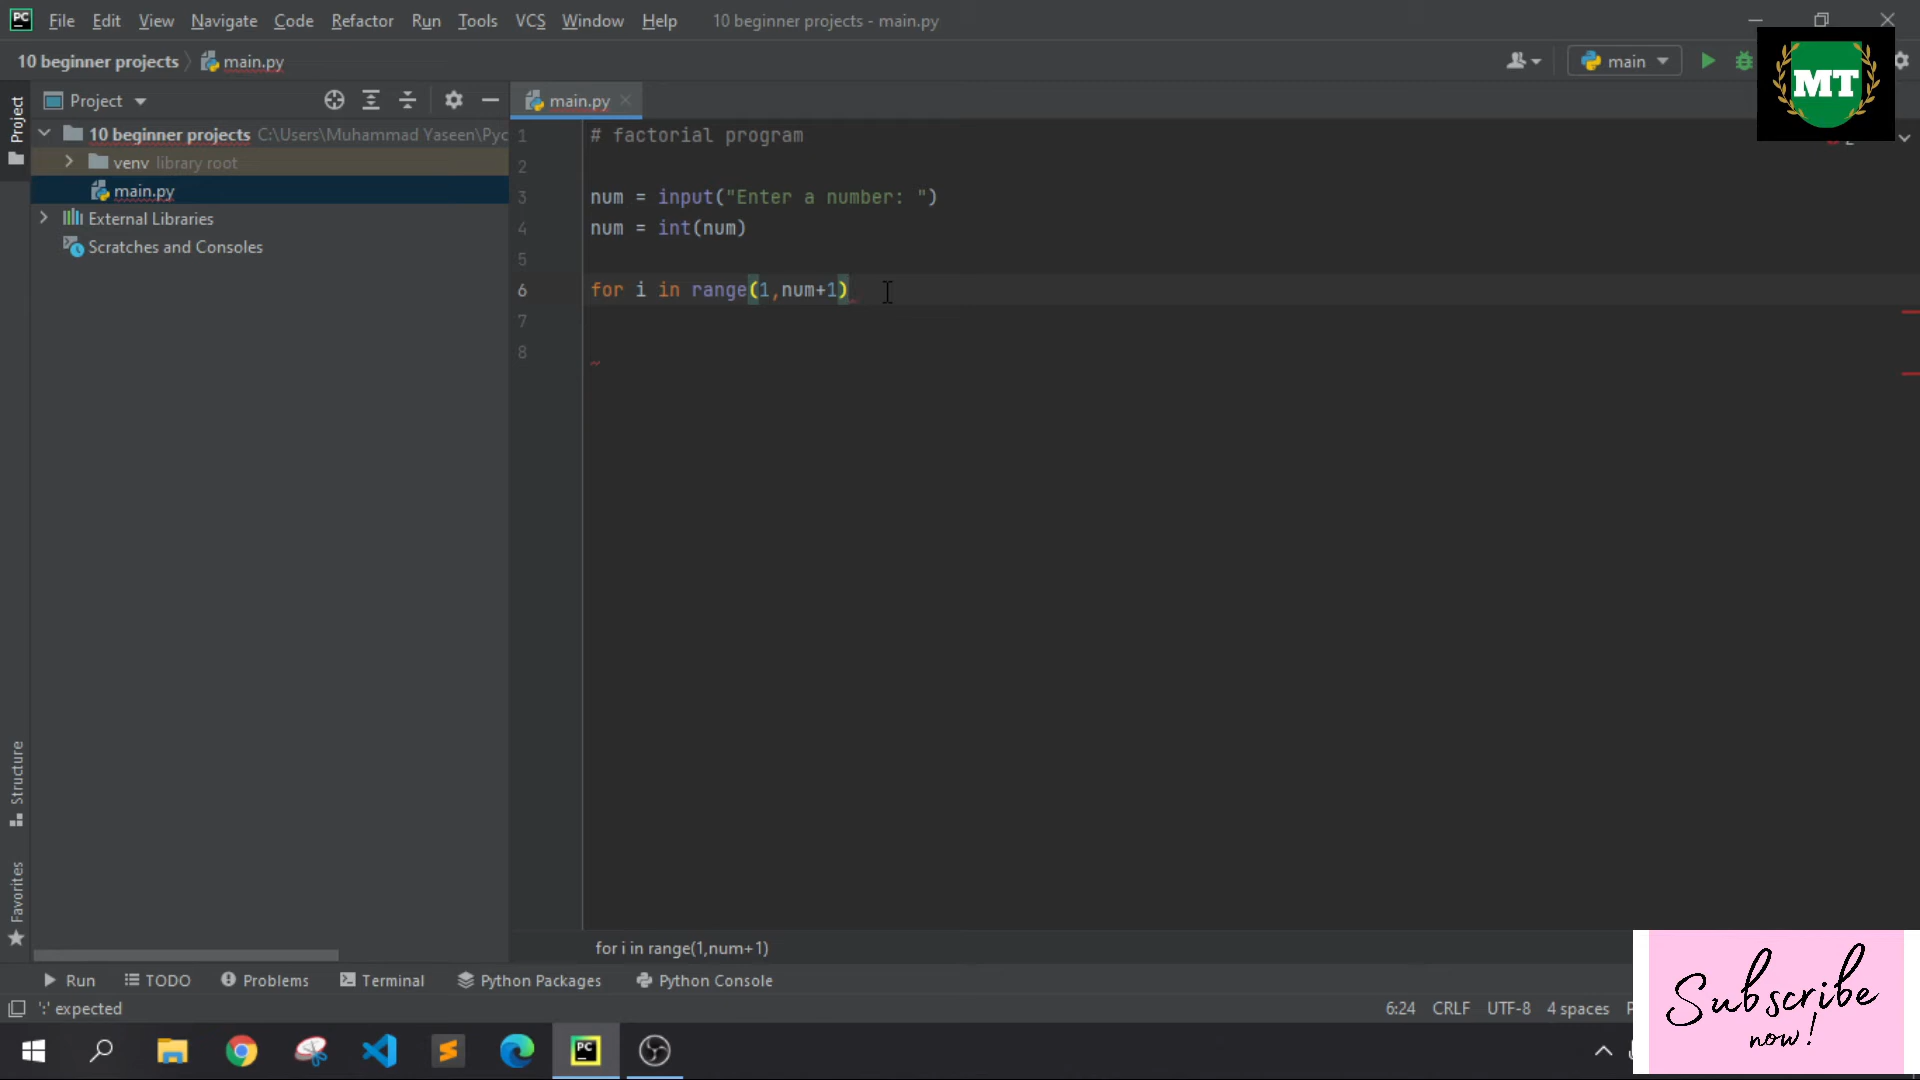 PC File Edit View Navigate Code Refactor Run Tools VCS Window Help 10 beginner projects - main.py
10 beginner projects main.py main
MT
Project
Project main.py
10 beginner projects C:\Users\Muhammad Yaseen\Pyc
venv library root
main.py
External Libraries
Scratches and Consoles
1 # factorial program
2
3 num = input("Enter a number: ")
4 num = int(num)
5
6 for i in range(1,num+1)
7
8
Structure
Favorites
for i in range(1,num+1)
Run TODO Problems Terminal Python Packages Python Console
':' expected 6:24 CRLF UTF-8 4 spaces
Subscribe
now!
PC